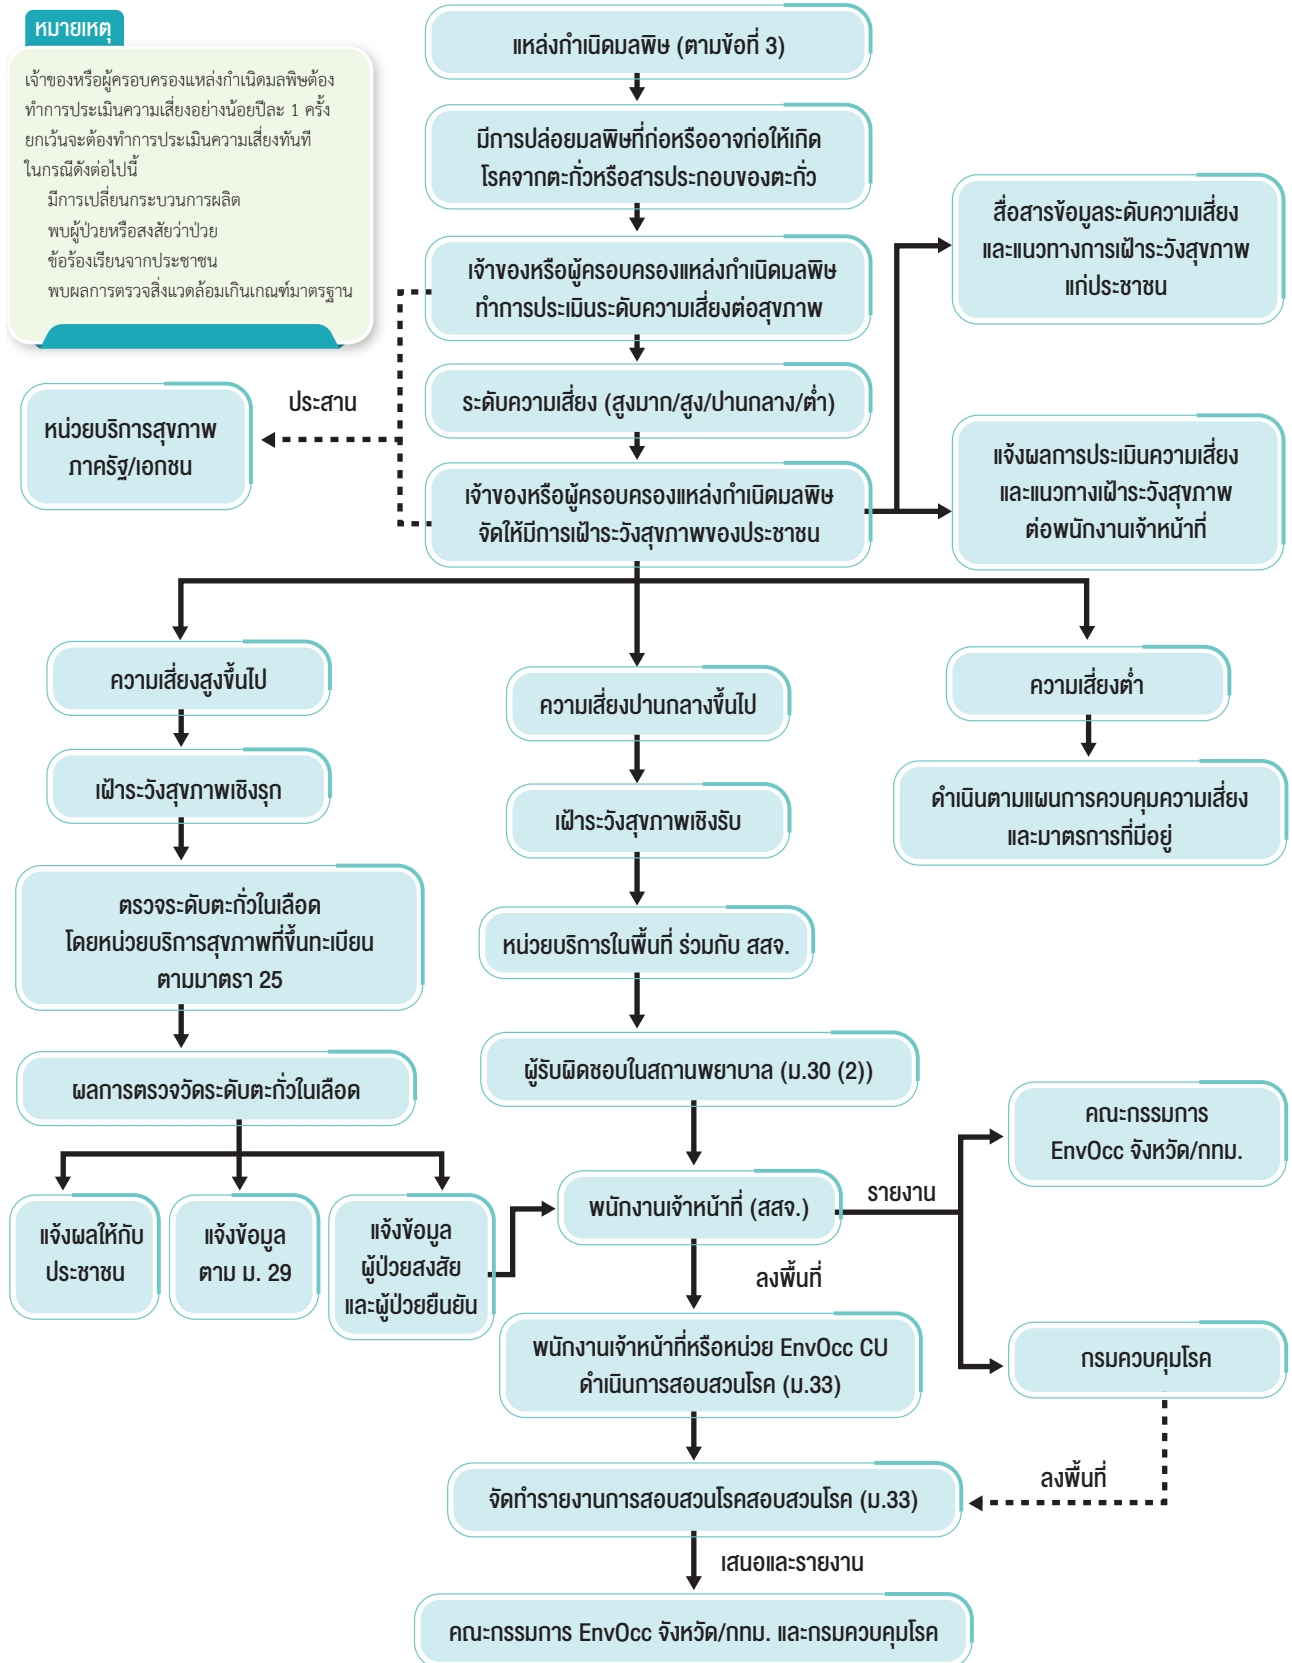 หมายเหตุ
เจ้าของหรือผู้ครอบครองแหล่งกำเนิดมลพิษต้อง
ทำการประเมินความเสี่ยงอย่างน้อยปีละ 1 ครั้ง
ยกเว้นจะต้องทำการประเมินความเสี่ยงทันที
ในกรณีดังต่อไปนี้
มีการเปลี่ยนกระบวนการผลิต
พบผู้ป่วยหรือสงสัยว่าป่วย
ข้อร้องเรียนจากประชาชน
พบผลการตรวจสิ่งแวดล้อมเกินเกณฑ์มาตรฐาน
แหล่งกำเนิดมลพิษ (ตามข้อที่ 3)
มีการปล่อยมลพิษที่ก่อหรืออาจก่อให้เกิด
โรคจากตะกั่วหรือสารประกอบของตะกั่ว
เจ้าของหรือผู้ครอบครองแหล่งกำเนิดมลพิษ
ทำการประเมินระดับความเสี่ยงต่อสุขภาพ
สื่อสารข้อมูลระดับความเสี่ยง
และแนวทางการเฝ้าระวังสุขภาพ
แก่ประชาชน
ระดับความเสี่ยง (สูงมาก/สูง/ปานกลาง/ต่ำ)
ประสาน
หน่วยบริการสุขภาพ
ภาครัฐ/เอกชน
เจ้าของหรือผู้ครอบครองแหล่งกำเนิดมลพิษ
จัดให้มีการเฝ้าระวังสุขภาพของประชาชน
แจ้งผลการประเมินความเสี่ยง
และแนวทางเฝ้าระวังสุขภาพ
ต่อพนักงานเจ้าหน้าที่
ความเสี่ยงสูงขึ้นไป
ความเสี่ยงปานกลางขึ้นไป
ความเสี่ยงต่ำ
เฝ้าระวังสุขภาพเชิงรุก
เฝ้าระวังสุขภาพเชิงรับ
ดำเนินตามแผนการควบคุมความเสี่ยง
และมาตรการที่มีอยู่
ตรวจระดับตะกั่วในเลือด
โดยหน่วยบริการสุขภาพที่ขึ้นทะเบียน
ตามมาตรา 25
หน่วยบริการในพื้นที่ ร่วมกับ สสจ.
ผลการตรวจวัดระดับตะกั่วในเลือด
ผู้รับผิดชอบในสถานพยาบาล (ม.30 (2))
คณะกรรมการ
EnvOcc จังหวัด/กทม.
แจ้งผลให้กับ
ประชาชน
แจ้งข้อมูล
ตาม ม. 29
แจ้งข้อมูล
ผู้ป่วยสงสัย
และผู้ป่วยยืนยัน
พนักงานเจ้าหน้าที่ (สสจ.)
รายงาน
ลงพื้นที่
พนักงานเจ้าหน้าที่หรือหน่วย EnvOcc CU
ดำเนินการสอบสวนโรค (ม.33)
กรมควบคุมโรค
ลงพื้นที่
จัดทำรายงานการสอบสวนโรคสอบสวนโรค (ม.33)
เสนอและรายงาน
คณะกรรมการ EnvOcc จังหวัด/กทม. และกรมควบคุมโรค